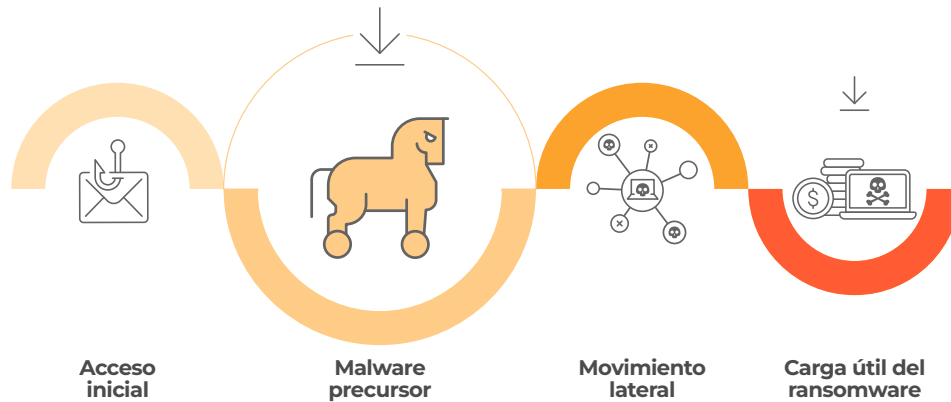 $
Acceso
inicial
Malware
precursor
Movimiento
lateral
Carga útil del
ransomware